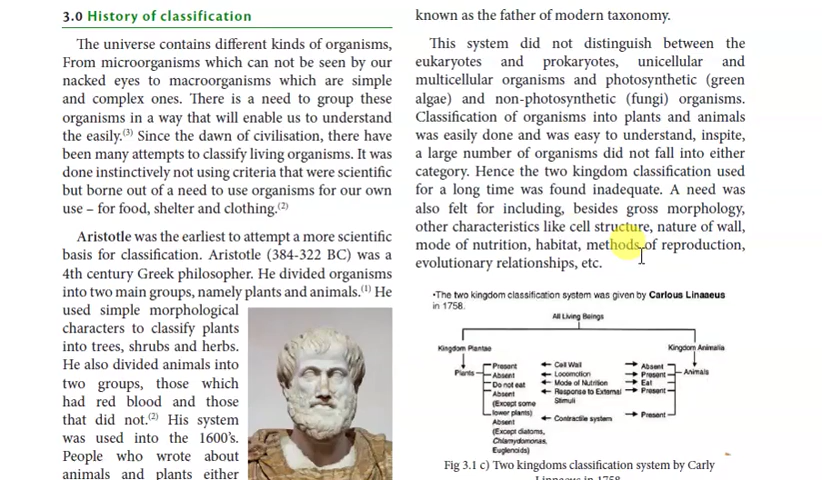 3.0 History of classification
The universe contains different kinds of organisms,
From microorganisms which can not be seen by our
nacked eyes to macroorganisms which are simple
and complex ones. There is a need to group these
organisms in a way that will enable us to understand
the easily.(3) Since the dawn of civilisation, there have
been many attempts to classify living organisms. It was
done instinctively not using criteria that were scientific
but borne out of a need to use organisms for our own
use – for food, shelter and clothing.(2)
Aristotle was the earliest to attempt a more scientific
basis for classification. Aristotle (384-322 BC) was a
4th century Greek philosopher. He divided organisms
into two main groups, namely plants and animals.(1) He
used simple morphological
characters to classify plants
into trees, shrubs and herbs.
He also divided animals into
two groups, those which
had red blood and those
that did not.(2) His system
was used into the 1600's.
People who wrote about
animals and plants either
known as the father of modern taxonomy.
This system did not distinguish between the
eukaryotes and prokaryotes, unicellular and
multicellular organisms and photosynthetic (green
algae) and non-photosynthetic (fungi) organisms.
Classification of organisms into plants and animals
was easily done and was easy to understand, inspite,
a large number of organisms did not fall into either
category. Hence the two kingdom classification used
for a long time was found inadequate. A need was
also felt for including, besides gross morphology,
other characteristics like cell structure, nature of wall,
mode of nutrition, habitat, methods of reproduction,
evolutionary relationships, etc.
•The two kingdom classification system was given by Carlous Linaaeus
in 1758.
All Living Beings
Kingdom Plantae Kingdom Animalia
Present Cell Wall Absent
Plants Absent Locomotion Present Animals
Do not eat Mode of Nutrition Eat
Absent Response to External Present
(Except some Stimuli
lower plants)
Absent Contractile system Present
(Except diatoms,
Chlamydomonas,
Euglenoids)
Fig 3.1 c) Two kingdoms classification system by Carly
Linnaeus in 1758